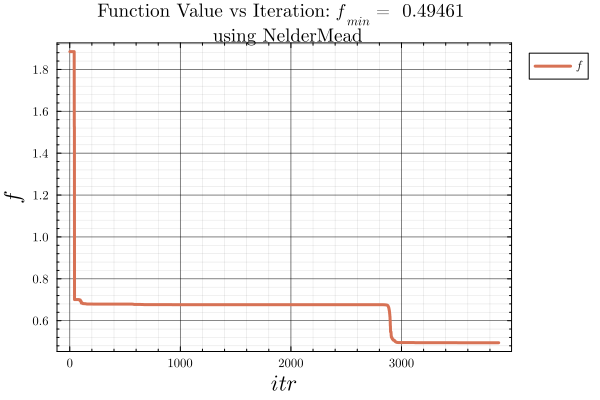 Function Value vs Iteration: f_min = 0.49461
using NelderMead
f
1.8
1.6
1.4
1.2
1.0
0.8
0.6
f
0
1000
2000
3000
itr